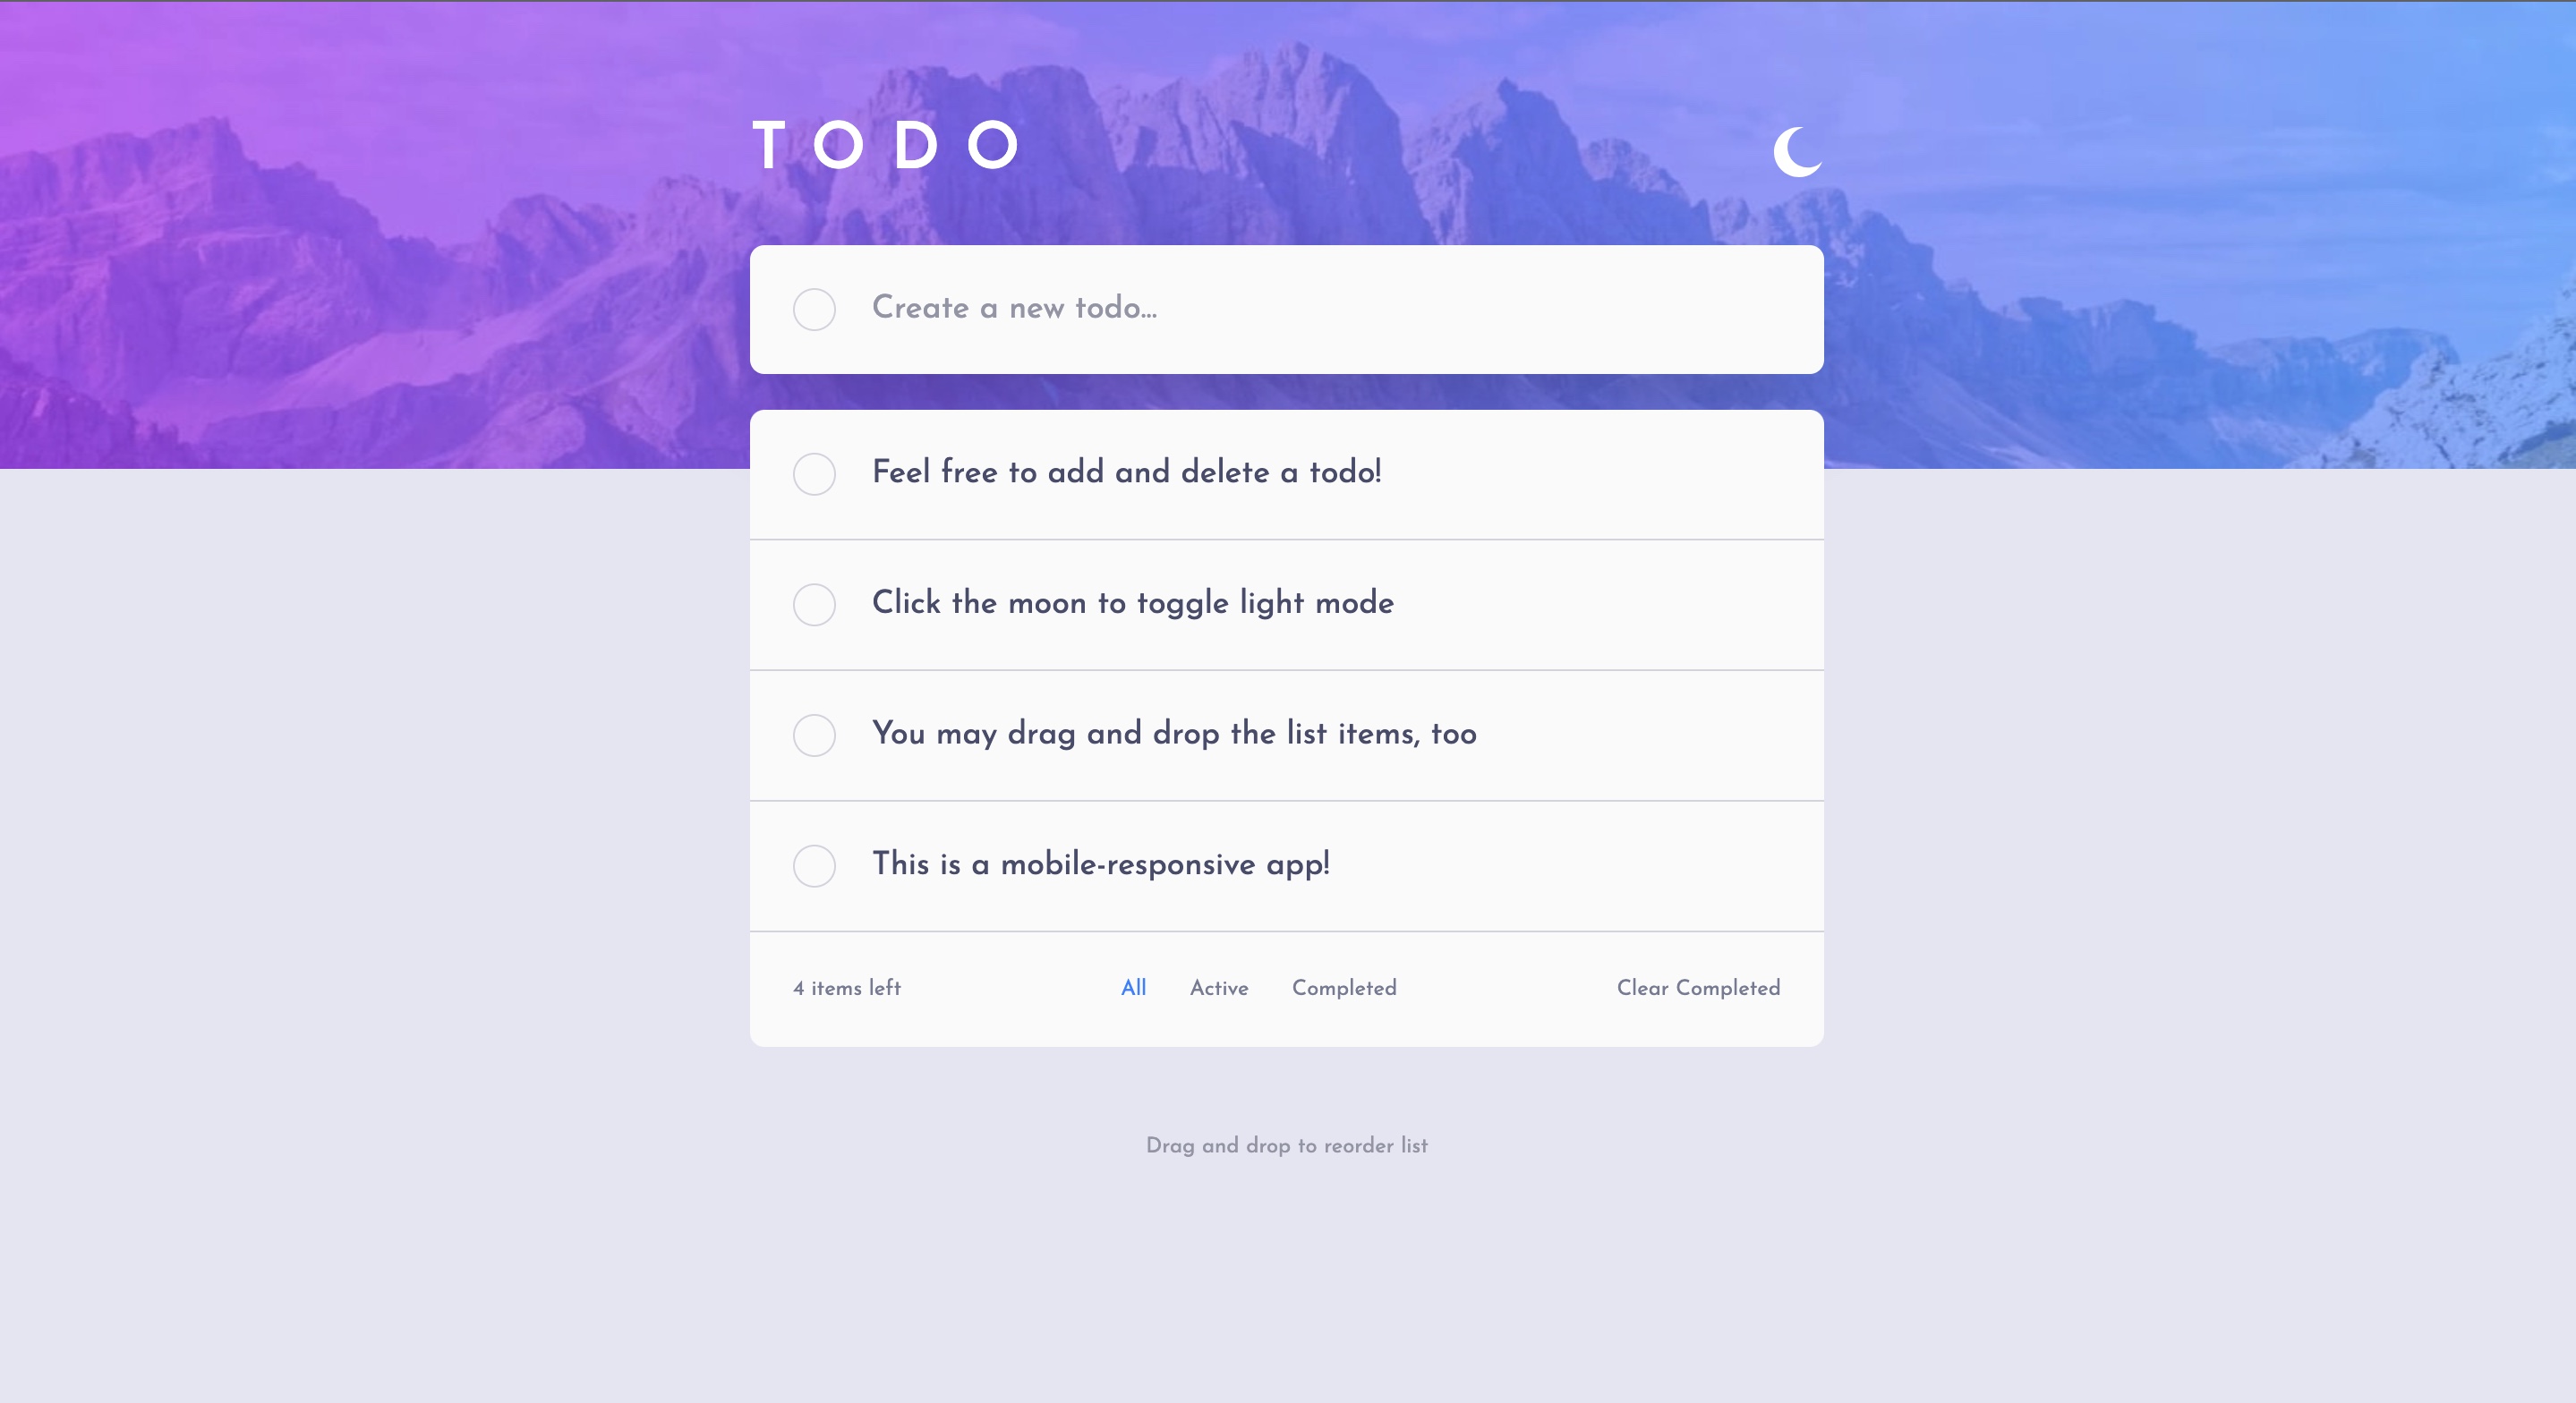 TODO
Create a new todo...
Feel free to add and delete a todo!
Click the moon to toggle light mode
You may drag and drop the list items, too
This is a mobile-responsive app!
4 items left All Active Completed Clear Completed
Drag and drop to reorder list